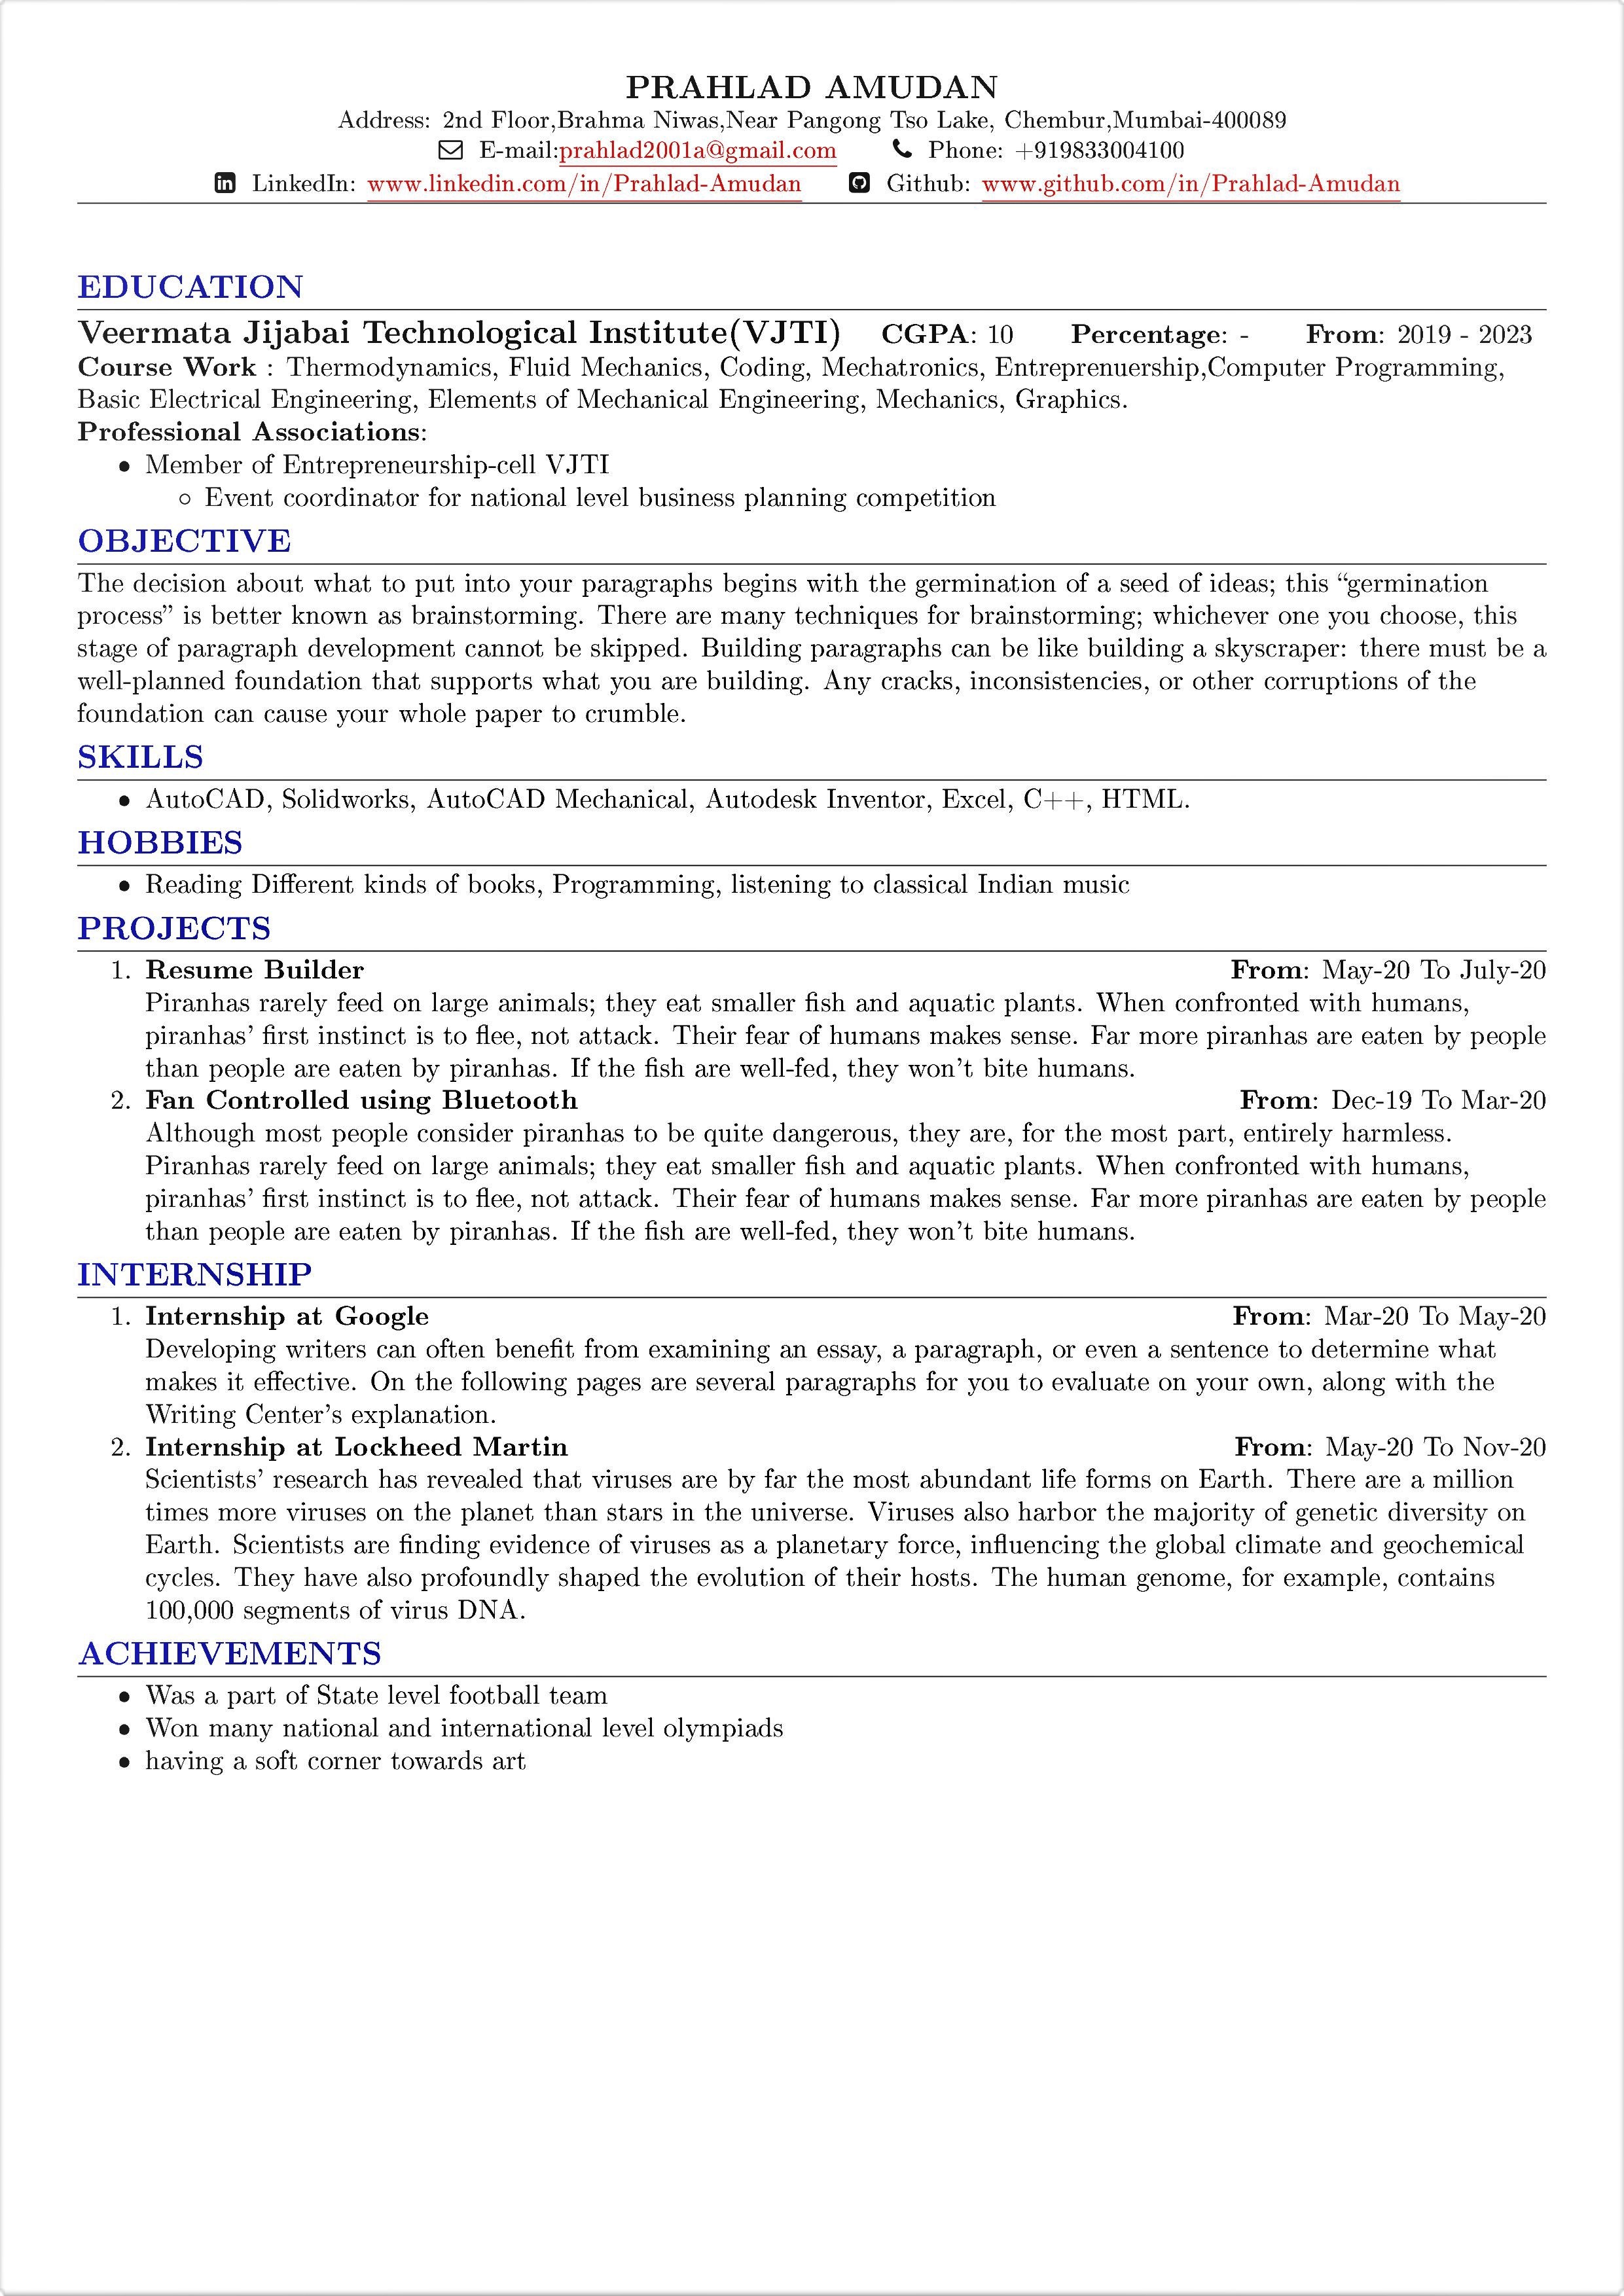 PRAHLAD AMUDAN
Address: 2nd Floor,Brahma Niwas,Near Pangong Tso Lake, Chembur,Mumbai-400089
E-mail:prahlad2001a@gmail.com Phone: +919833004100
LinkedIn: www.linkedin.com/in/Prahlad-Amudan Github: www.github.com/in/Prahlad-Amudan
EDUCATION
Veermata Jijabai Technological Institute(VJTI) CGPA: 10 Percentage: - From: 2019 - 2023
Course Work : Thermodynamics, Fluid Mechanics, Coding, Mechatronics, Entreprenuership,Computer Programming,
Basic Electrical Engineering, Elements of Mechanical Engineering, Mechanics, Graphics.
Professional Associations:
• Member of Entrepreneurship-cell VJTI
◦ Event coordinator for national level business planning competition
OBJECTIVE
The decision about what to put into your paragraphs begins with the germination of a seed of ideas; this “germination
process” is better known as brainstorming. There are many techniques for brainstorming; whichever one you choose, this
stage of paragraph development cannot be skipped. Building paragraphs can be like building a skyscraper: there must be a
well-planned foundation that supports what you are building. Any cracks, inconsistencies, or other corruptions of the
foundation can cause your whole paper to crumble.
SKILLS
• AutoCAD, Solidworks, AutoCAD Mechanical, Autodesk Inventor, Excel, C++, HTML.
HOBBIES
• Reading Different kinds of books, Programming, listening to classical Indian music
PROJECTS
1. Resume Builder From: May-20 To July-20
Piranhas rarely feed on large animals; they eat smaller fish and aquatic plants. When confronted with humans,
piranhas’ first instinct is to flee, not attack. Their fear of humans makes sense. Far more piranhas are eaten by people
than people are eaten by piranhas. If the fish are well-fed, they won’t bite humans.
2. Fan Controlled using Bluetooth From: Dec-19 To Mar-20
Although most people consider piranhas to be quite dangerous, they are, for the most part, entirely harmless.
Piranhas rarely feed on large animals; they eat smaller fish and aquatic plants. When confronted with humans,
piranhas’ first instinct is to flee, not attack. Their fear of humans makes sense. Far more piranhas are eaten by people
than people are eaten by piranhas. If the fish are well-fed, they won’t bite humans.
INTERNSHIP
1. Internship at Google From: Mar-20 To May-20
Developing writers can often benefit from examining an essay, a paragraph, or even a sentence to determine what
makes it effective. On the following pages are several paragraphs for you to evaluate on your own, along with the
Writing Center’s explanation.
2. Internship at Lockheed Martin From: May-20 To Nov-20
Scientists’ research has revealed that viruses are by far the most abundant life forms on Earth. There are a million
times more viruses on the planet than stars in the universe. Viruses also harbor the majority of genetic diversity on
Earth. Scientists are finding evidence of viruses as a planetary force, influencing the global climate and geochemical
cycles. They have also profoundly shaped the evolution of their hosts. The human genome, for example, contains
100,000 segments of virus DNA.
ACHIEVEMENTS
• Was a part of State level football team
• Won many national and international level olympiads
• having a soft corner towards art